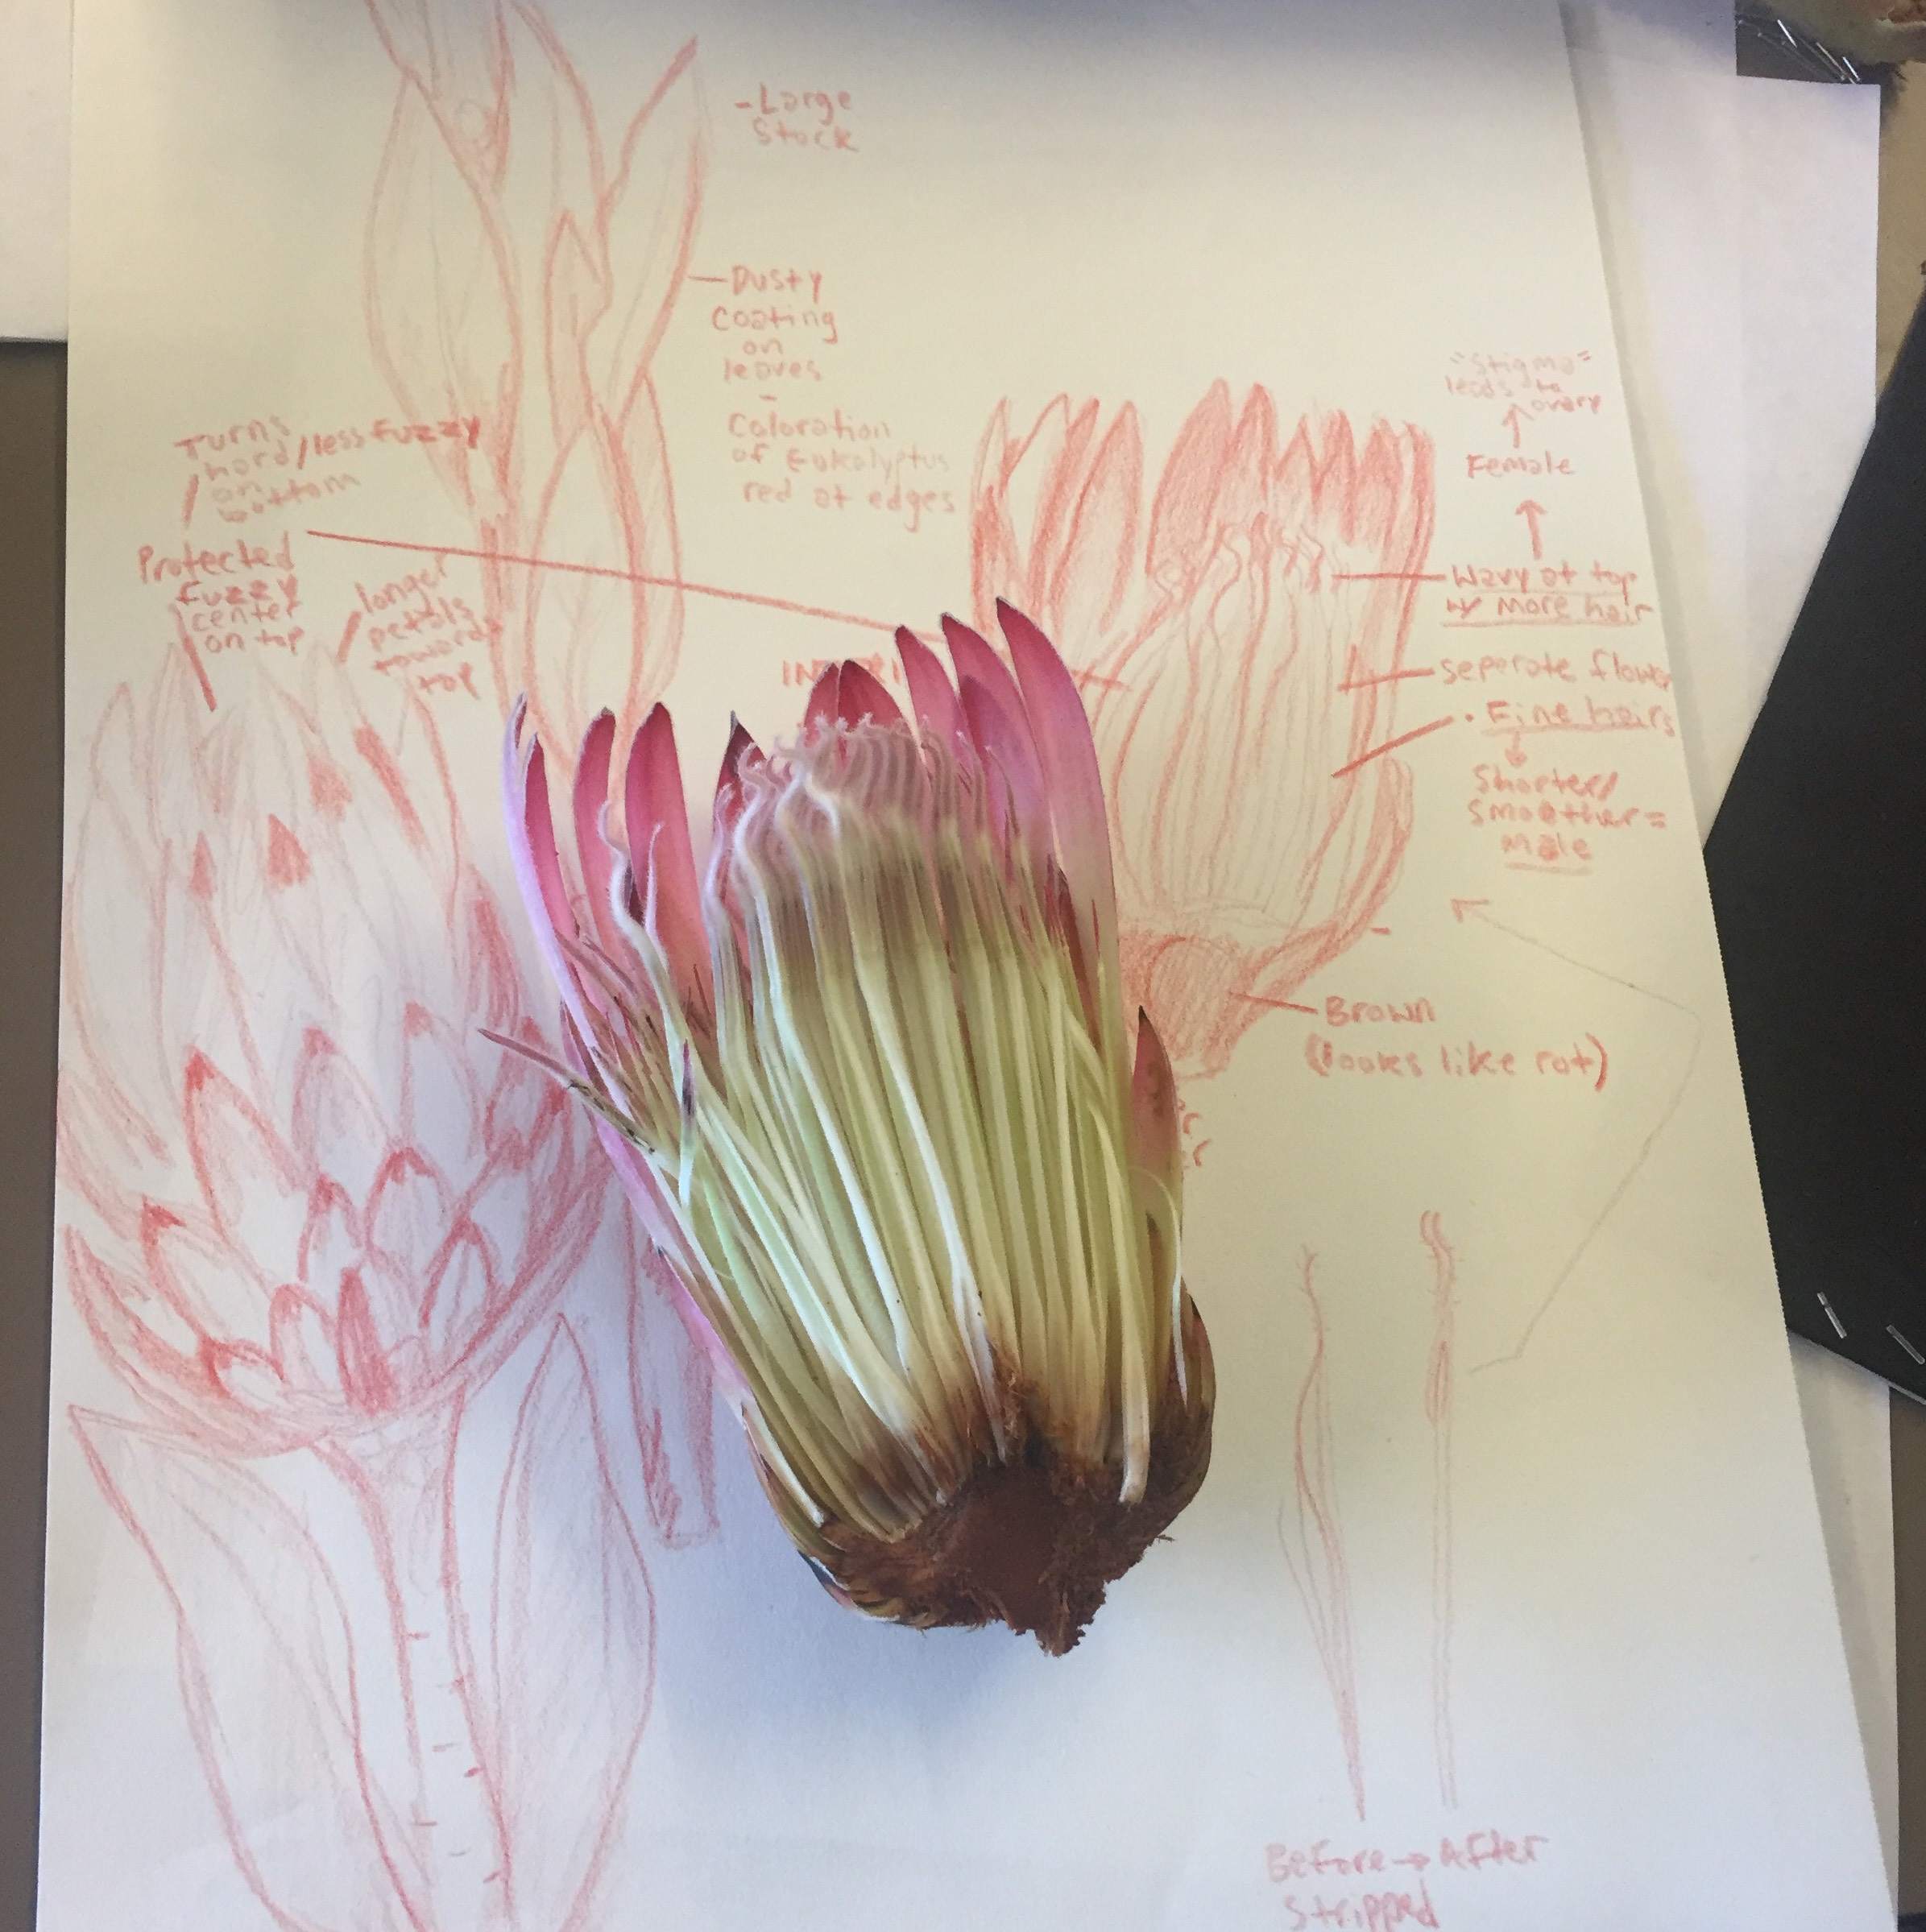 -Large
Stock
Dusty
coating
on
leaves
-
Coloration
of Eukalyptus
red at edges
Turns
hard/less fuzzy
on
bottom
Protected
fuzzy
center
on top
longer
petals
towards
top
"Stigma"
leads to
ovary
Female
Wavy at top
w/ more hair
seperate flower
• Fine hairs
Shorter/
smoother=
male
Brown
(looks like rot)
Before → After
stripped